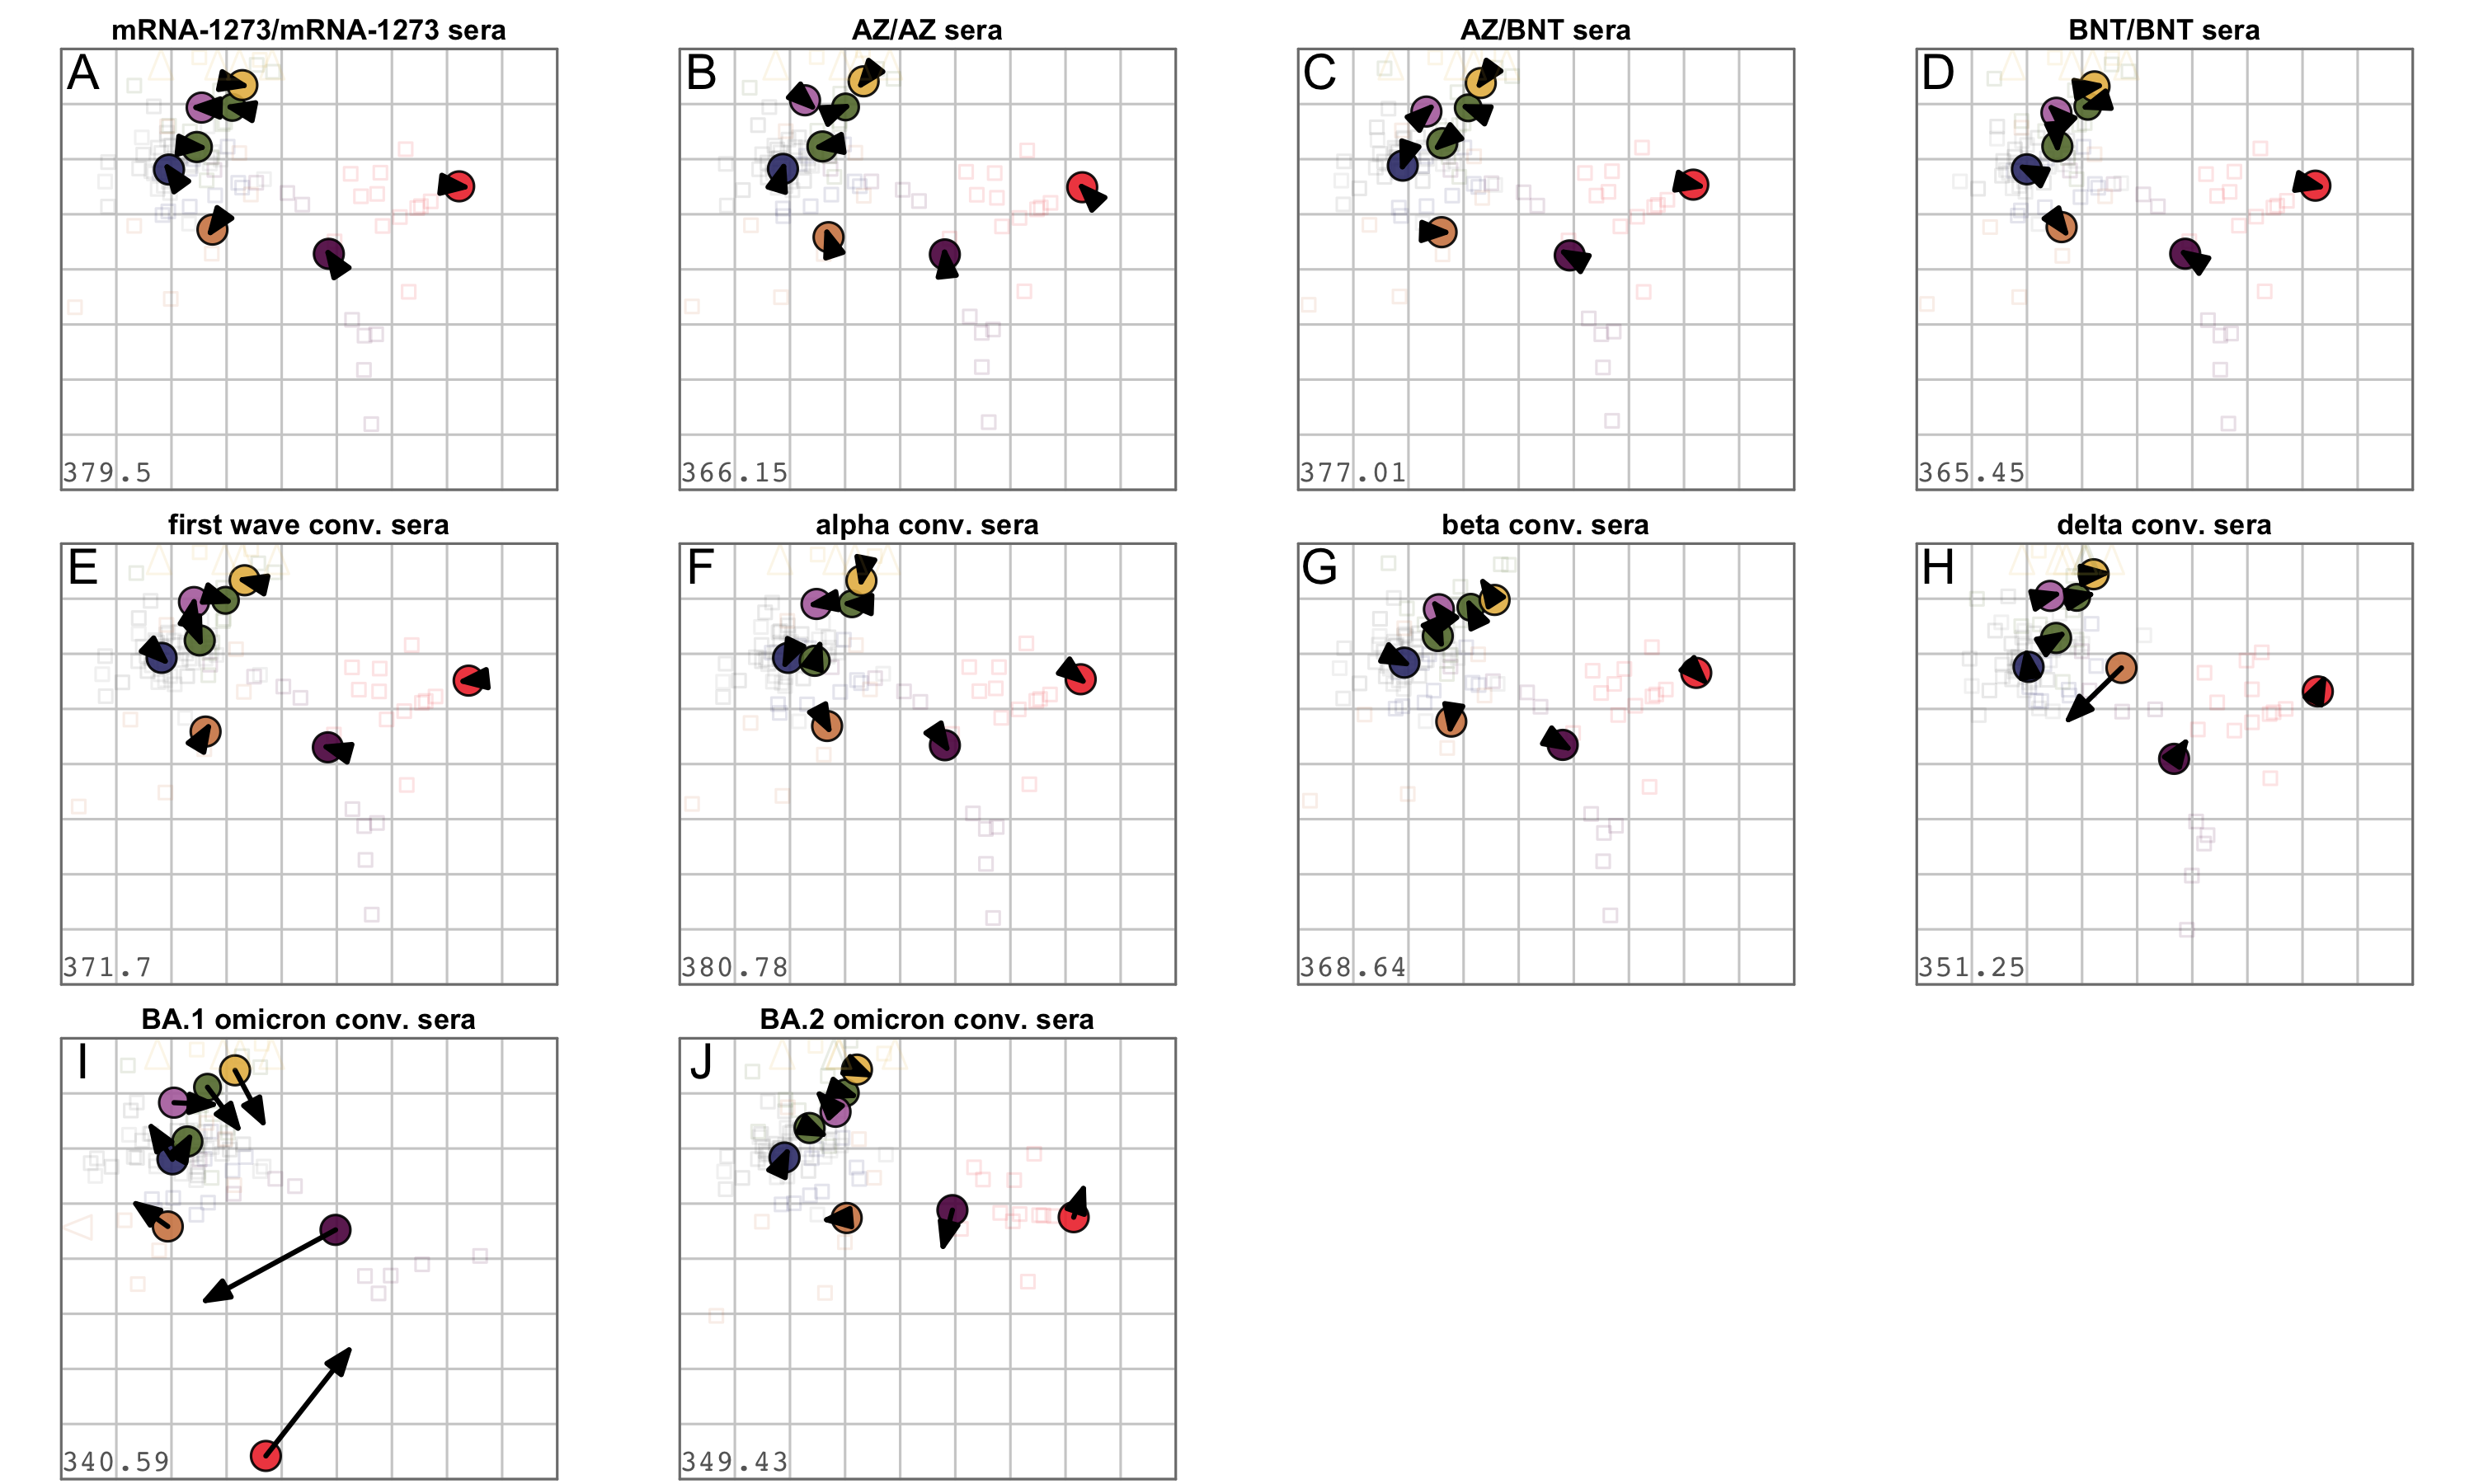 mRNA-1273/mRNA-1273 sera
A
379.5
AZ/AZ sera
B
366.15
AZ/BNT sera
C
377.01
BNT/BNT sera
D
365.45
first wave conv. sera
E
371.7
alpha conv. sera
F
380.78
beta conv. sera
G
368.64
delta conv. sera
H
351.25
BA.1 omicron conv. sera
I
340.59
BA.2 omicron conv. sera
J
349.43